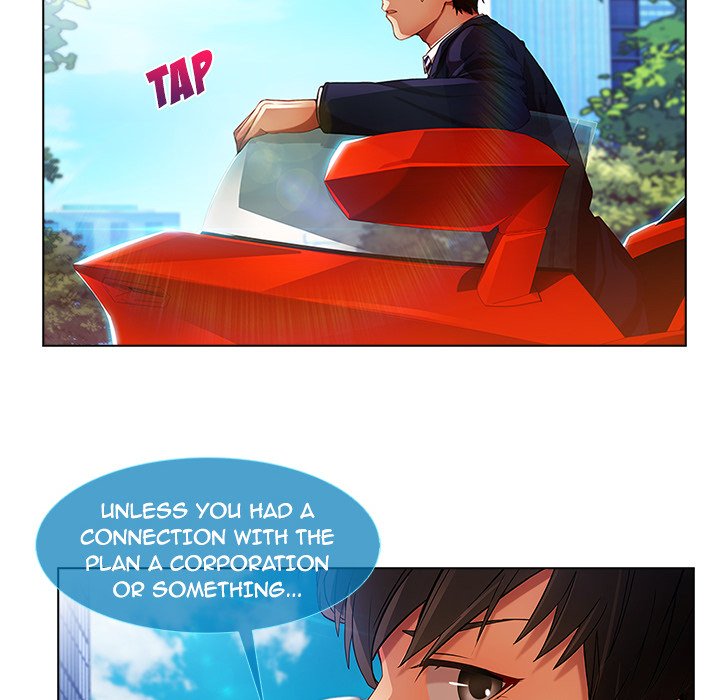 TAP
UNLESS YOU HAD A
CONNECTION WITH THE
PLAN A CORPORATION
OR SOMETHING...